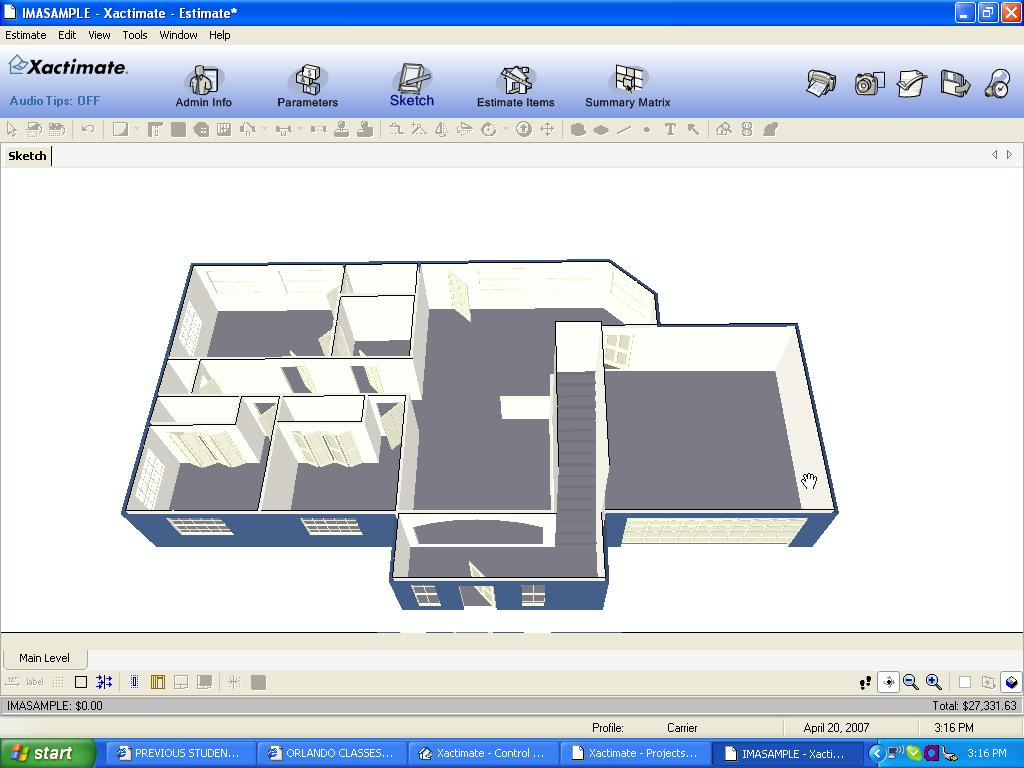 IMASAMPLE - Xactimate - Estimate*
Estimate Edit View Tools Window Help
Xactimate.
AudioTips: OFF
Admin Info
Parameters
Sketch
Estimate Items
Summary Matrix
Sketch
Main Level
label
IMASAMPLE: $0.00
Total: $27,331.63
Profile: Carrier April 20, 2007 3:16 PM
start
PREVIOUS STUDEN...
ORLANDO CLASSES...
Xactimate - Control ...
Xactimate - Projects...
IMASAMPLE - Xacti...
3:16 PM